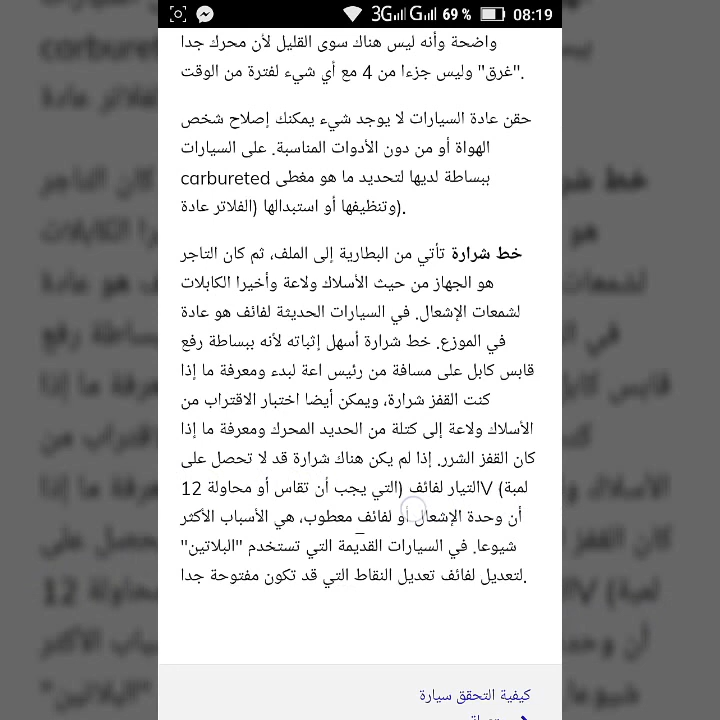 3G G 69 % 08:19
واضحة وأنه ليس هناك سوى القليل لأن محرك جدا
"غرق" وليس جزءا من 4 مع أي شيء لفترة من الوقت.
حقن عادة السيارات لا يوجد شيء يمكنك إصلاح شخص
الهواة أو من دون الأدوات المناسبة. على السيارات
carbureted ببساطة لديها لتحديد ما هو مغطى
وتنظيفها أو استبدالها (الفلاتر عادة).
خط شرارة تأتي من البطارية إلى الملف، ثم كان التاجر
هو الجهاز من حيث الأسلاك ولاعة وأخيرا الكابلات
لشمعات الإشعال. في السيارات الحديثة لفائف هو عادة
في الموزع. خط شرارة أسهل إثباته لأنه ببساطة رفع
قابس كابل على مسافة من رئيس اعة لبدء ومعرفة ما إذا
كنت القفز شرارة، ويمكن أيضا اختبار الاقتراب من
الأسلاك ولاعة إلى كتلة من الحديد المحرك ومعرفة ما إذا
كان القفز الشرر. إذا لم يكن هناك شرارة قد لا تحصل على
التيار لفائف (التي يجب أن تقاس أو محاولة 12V لمبة)
أن وحدة الإشعال أو لفائف معطوب، هي الأسباب الأكثر
شيوعا. في السيارات القديمة التي تستخدم "البلاتين"
لتعديل لفائف تعديل النقاط التي قد تكون مفتوحة جدا.
كيفية التحقق سيارة